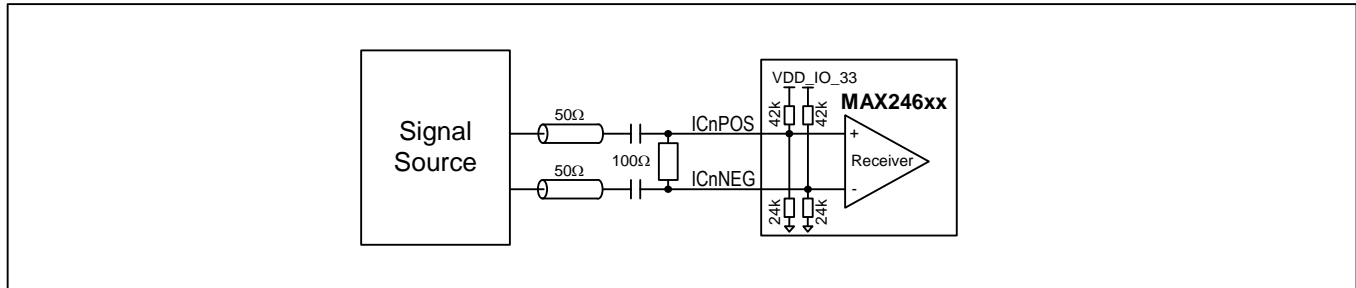 VDD_IO_33
MAX246xx
42k
42k
50Ω
ICnPOS
Signal
Source
100Ω
+
Receiver
-
50Ω
ICnNEG
24k
24k